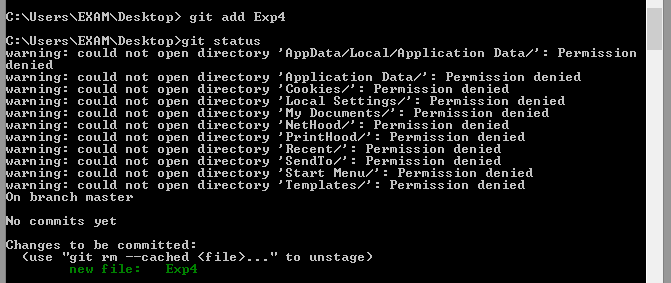 C:\Users\EXAM\Desktop> git add Exp4
C:\Users\EXAM\Desktop>git status
warning: could not open directory 'AppData/Local/Application Data/': Permission
denied
warning: could not open directory 'Application Data/': Permission denied
warning: could not open directory 'Cookies/': Permission denied
warning: could not open directory 'Local Settings/': Permission denied
warning: could not open directory 'My Documents/': Permission denied
warning: could not open directory 'NetHood/': Permission denied
warning: could not open directory 'PrintHood/': Permission denied
warning: could not open directory 'Recent/': Permission denied
warning: could not open directory 'SendTo/': Permission denied
warning: could not open directory 'Start Menu/': Permission denied
warning: could not open directory 'Templates/': Permission denied
On branch master
No commits yet
Changes to be committed:
(use "git rm --cached <file>..." to unstage)
new file: Exp4